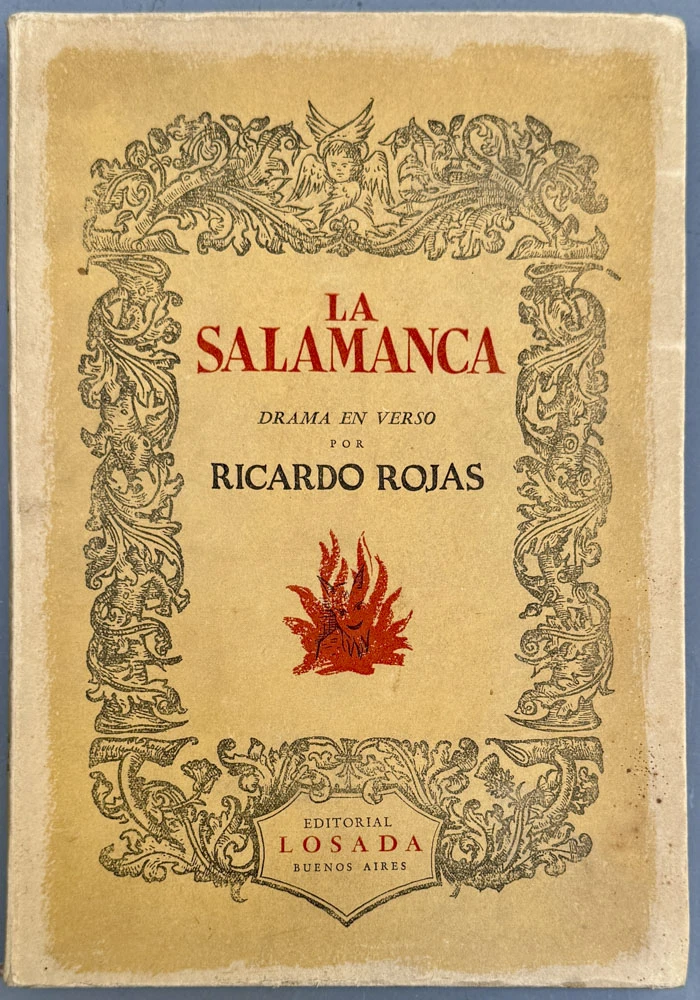 LA
SALAMANCA
DRAMA EN VERSO
POR
RICARDO ROJAS
EDITORIAL
LOSADA
BUENOS AIRES